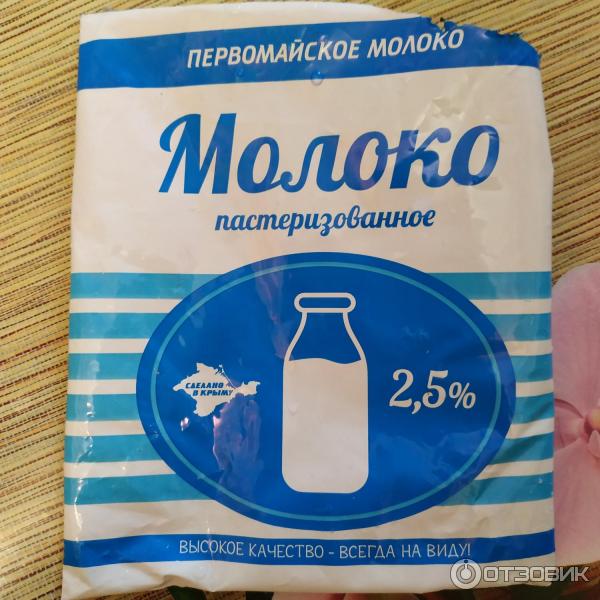 ПЕРВОМАЙСКОЕ МОЛОКО
Молоко
пастеризованное
СДЕЛАНО
В КРЫМУ
2,5%
ВЫСОКОЕ КАЧЕСТВО - ВСЕГДА НА ВИДУ!
ОТЗОВИК